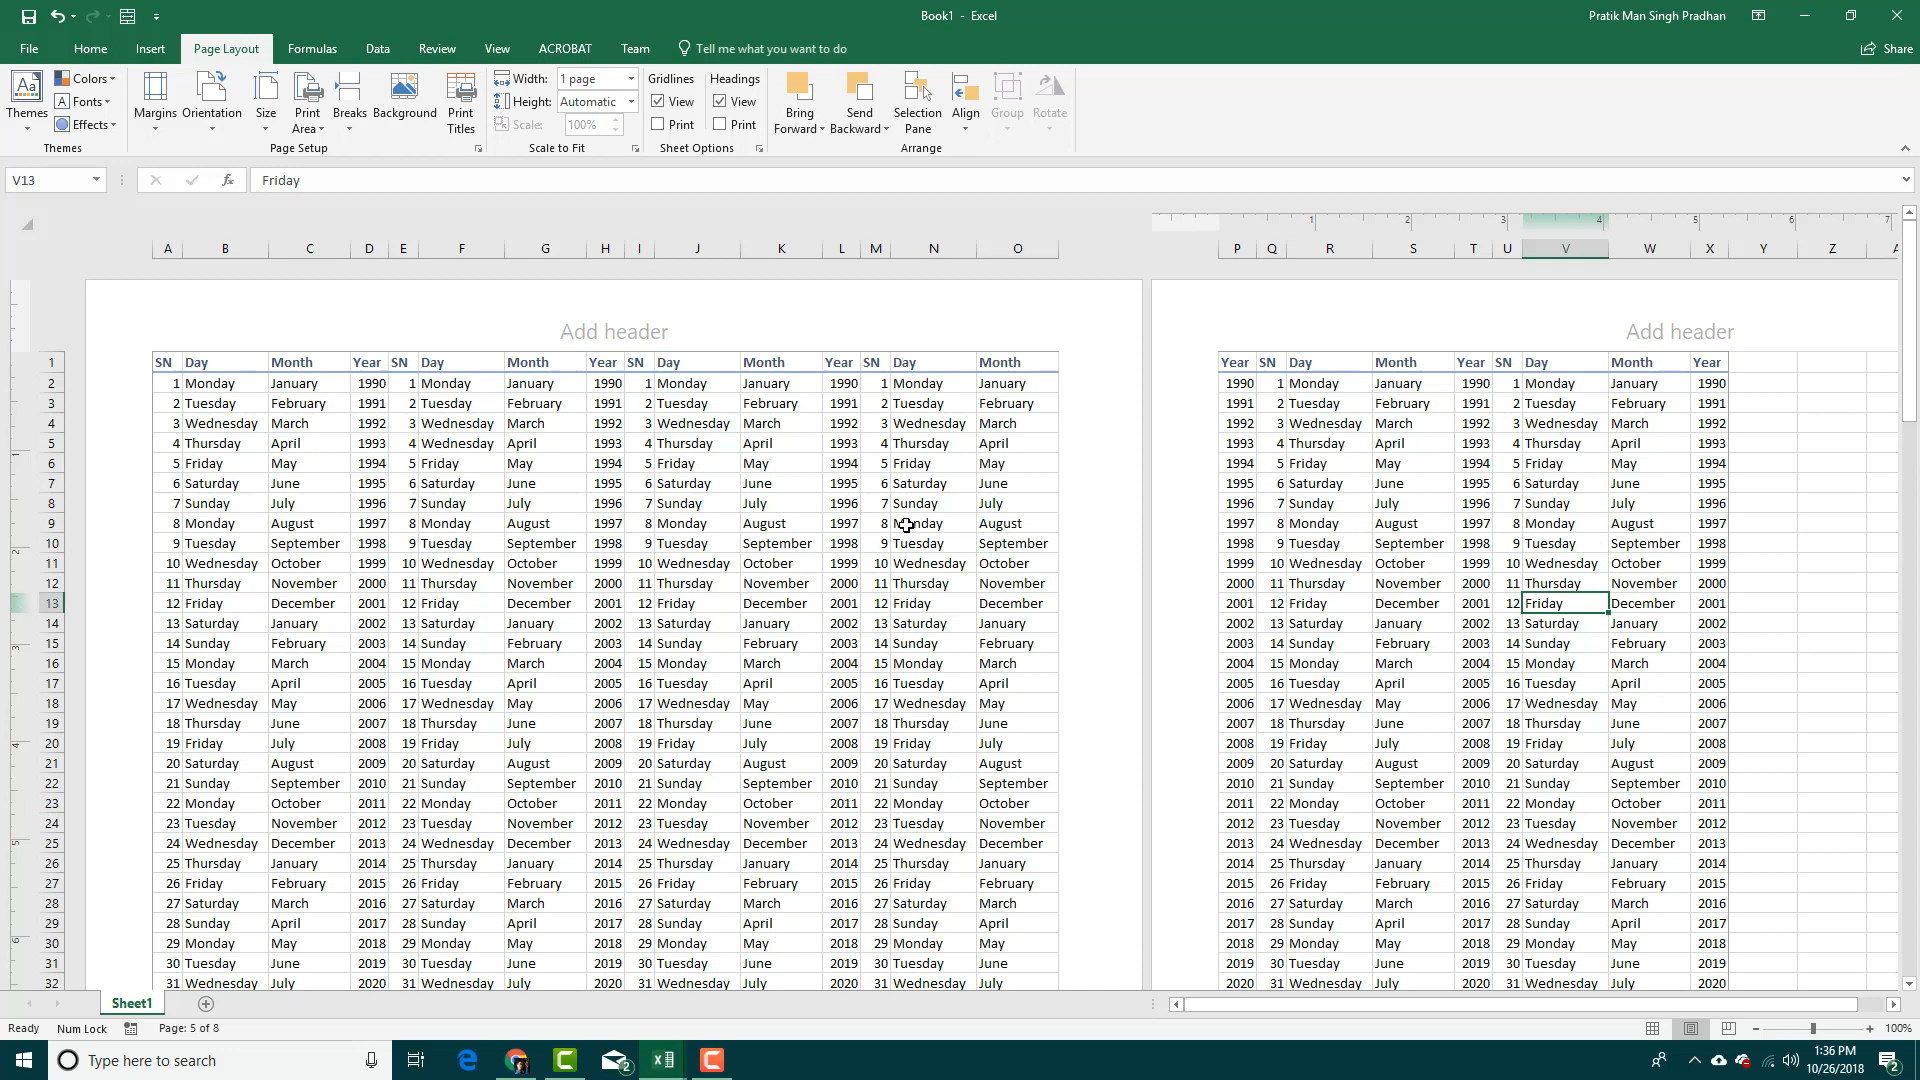 Book1 - Excel
Pratik Man Singh Pradhan
File Home Insert Page Layout Formulas Data Review View ACROBAT Team Tell me what you want to do Share
Themes Colors Fonts Effects Margins Orientation Size Print Area Breaks Background Print Titles Width: 1 page Height: Automatic Scale: 100% Gridlines View Print Headings View Print Bring Forward Send Backward Selection Pane Align Group Rotate
Themes Page Setup Scale to Fit Sheet Options Arrange
V13 fx Friday
1 2 3 4 5 6 7
A B C D E F G H I J K L M N O P Q R S T U V W X Y Z
Add header Add header
1 SN Day Month Year SN Day Month Year SN Day Month Year SN Day Month Year SN Day Month Year SN Day Month Year
2 1 Monday January 1990 1 Monday January 1990 1 Monday January 1990 1 Monday January 1990 1 Monday January 1990 1 Monday January 1990
3 2 Tuesday February 1991 2 Tuesday February 1991 2 Tuesday February 1991 2 Tuesday February 1991 2 Tuesday February 1991 2 Tuesday February 1991
4 3 Wednesday March 1992 3 Wednesday March 1992 3 Wednesday March 1992 3 Wednesday March 1992 3 Wednesday March 1992 3 Wednesday March 1992
5 4 Thursday April 1993 4 Wednesday April 1993 4 Thursday April 1993 4 Thursday April 1993 4 Thursday April 1993 4 Thursday April 1993
6 5 Friday May 1994 5 Friday May 1994 5 Friday May 1994 5 Friday May 1994 5 Friday May 1994 5 Friday May 1994
7 6 Saturday June 1995 6 Saturday June 1995 6 Saturday June 1995 6 Saturday June 1995 6 Saturday June 1995 6 Saturday June 1995
8 7 Sunday July 1996 7 Sunday July 1996 7 Sunday July 1996 7 Sunday July 1996 7 Sunday July 1996 7 Sunday July 1996
9 8 Monday August 1997 8 Monday August 1997 8 Monday August 1997 8 Monday August 1997 8 Monday August 1997 8 Monday August 1997
10 9 Tuesday September 1998 9 Tuesday September 1998 9 Tuesday September 1998 9 Tuesday September 1998 9 Tuesday September 1998 9 Tuesday September 1998
11 10 Wednesday October 1999 10 Wednesday October 1999 10 Wednesday October 1999 10 Wednesday October 1999 10 Wednesday October 1999 10 Wednesday October 1999
12 11 Thursday November 2000 11 Thursday November 2000 11 Thursday November 2000 11 Thursday November 2000 11 Thursday November 2000 11 Thursday November 2000
13 12 Friday December 2001 12 Friday December 2001 12 Friday December 2001 12 Friday December 2001 12 Friday December 2001 12 Friday December 2001
14 13 Saturday January 2002 13 Saturday January 2002 13 Saturday January 2002 13 Saturday January 2002 13 Saturday January 2002 13 Saturday January 2002
15 14 Sunday February 2003 14 Sunday February 2003 14 Sunday February 2003 14 Sunday February 2003 14 Sunday February 2003 14 Sunday February 2003
16 15 Monday March 2004 15 Monday March 2004 15 Monday March 2004 15 Monday March 2004 15 Monday March 2004 15 Monday March 2004
17 16 Tuesday April 2005 16 Tuesday April 2005 16 Tuesday April 2005 16 Tuesday April 2005 16 Tuesday April 2005 16 Tuesday April 2005
18 17 Wednesday May 2006 17 Wednesday May 2006 17 Wednesday May 2006 17 Wednesday May 2006 17 Wednesday May 2006 17 Wednesday May 2006
19 18 Thursday June 2007 18 Thursday June 2007 18 Thursday June 2007 18 Thursday June 2007 18 Thursday June 2007 18 Thursday June 2007
20 19 Friday July 2008 19 Friday July 2008 19 Friday July 2008 19 Friday July 2008 19 Friday July 2008 19 Friday July 2008
21 20 Saturday August 2009 20 Saturday August 2009 20 Saturday August 2009 20 Saturday August 2009 20 Saturday August 2009 20 Saturday August 2009
22 21 Sunday September 2010 21 Sunday September 2010 21 Sunday September 2010 21 Sunday September 2010 21 Sunday September 2010 21 Sunday September 2010
23 22 Monday October 2011 22 Monday October 2011 22 Monday October 2011 22 Monday October 2011 22 Monday October 2011 22 Monday October 2011
24 23 Tuesday November 2012 23 Tuesday November 2012 23 Tuesday November 2012 23 Tuesday November 2012 23 Tuesday November 2012 23 Tuesday November 2012
25 24 Wednesday December 2013 24 Wednesday December 2013 24 Wednesday December 2013 24 Wednesday December 2013 24 Wednesday December 2013 24 Wednesday December 2013
26 25 Thursday January 2014 25 Thursday January 2014 25 Thursday January 2014 25 Thursday January 2014 25 Thursday January 2014 25 Thursday January 2014
27 26 Friday February 2015 26 Friday February 2015 26 Friday February 2015 26 Friday February 2015 26 Friday February 2015 26 Friday February 2015
28 27 Saturday March 2016 27 Saturday March 2016 27 Saturday March 2016 27 Saturday March 2016 27 Saturday March 2016 27 Saturday March 2016
29 28 Sunday April 2017 28 Sunday April 2017 28 Sunday April 2017 28 Sunday April 2017 28 Sunday April 2017 28 Sunday April 2017
30 29 Monday May 2018 29 Monday May 2018 29 Monday May 2018 29 Monday May 2018 29 Monday May 2018 29 Monday May 2018
31 30 Tuesday June 2019 30 Tuesday June 2019 30 Tuesday June 2019 30 Tuesday June 2019 30 Tuesday June 2019 30 Tuesday June 2019
32 31 Wednesday July 2020 31 Wednesday July 2020 31 Wednesday July 2020 31 Wednesday July 2020 31 Wednesday July 2020 31 Wednesday July 2020
Sheet1
Ready Num Lock Page: 5 of 8 100%
Type here to search 2 1:36 PM 2
10/26/2018